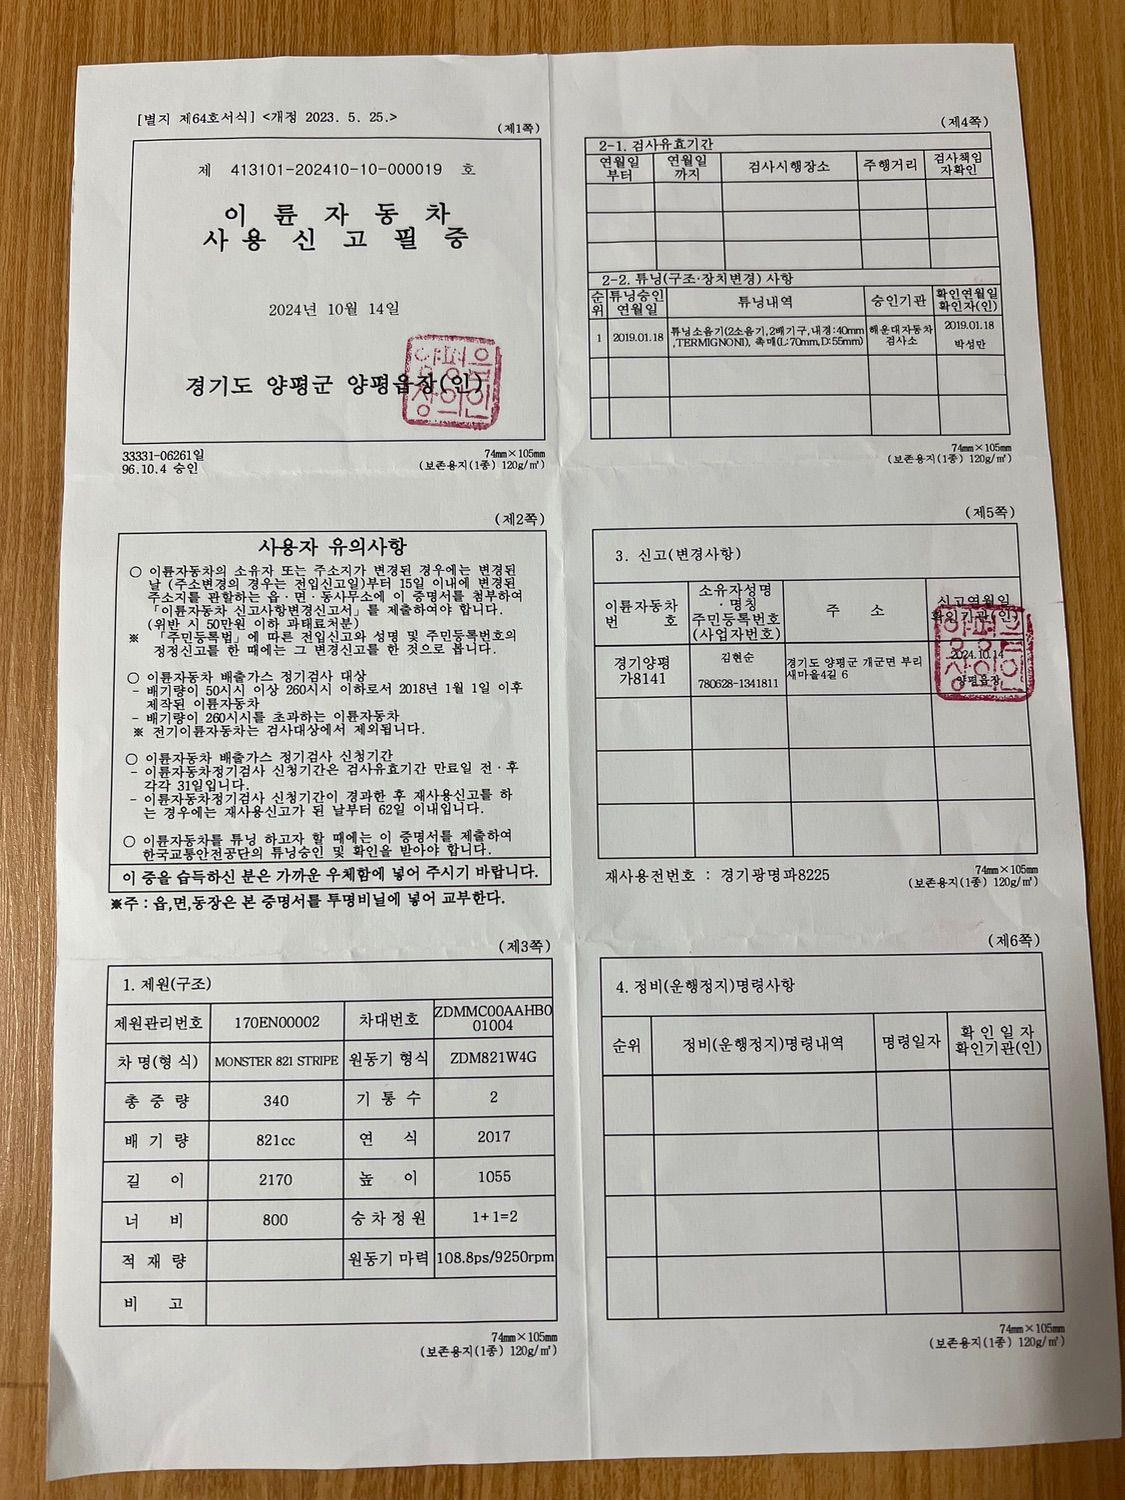 [별지 제64호서식] <개정 2023. 5. 25.>
(제1쪽)
제 413101-202410-10-000019 호
이 륜 자 동 차
사 용 신 고 필 증
2024년 10월 14일
경기도 양평군 양평읍장(인)
양평읍
장의인
33331-06261일
96.10.4 승인
74㎜×105㎜
(보존용지(1종) 120g/㎡)
(제2쪽)
사용자 유의사항
○ 이륜자동차의 소유자 또는 주소지가 변경된 경우에는 변경된
날 (주소변경의 경우는 전입신고일)부터 15일 이내에 변경된
주소지를 관할하는 읍·면·동사무소에 이 증명서를 첨부하여
「이륜자동차 신고사항변경신고서」를 제출하여야 합니다.
(위반 시 50만원 이하 과태료처분)
※ 「주민등록법」에 따른 전입신고와 성명 및 주민등록번호의
정정신고를 한 때에는 그 변경신고를 한 것으로 봅니다.
○ 이륜자동차 배출가스 정기검사 대상
- 배기량이 50시시 이상 260시시 이하로서 2018년 1월 1일 이후
제작된 이륜자동차
- 배기량이 260시시를 초과하는 이륜자동차
※ 전기이륜자동차는 검사대상에서 제외됩니다.
○ 이륜자동차 배출가스 정기검사 신청기간
- 이륜자동차정기검사 신청기간은 검사유효기간 만료일 전·후
각각 31일입니다.
- 이륜자동차정기검사 신청기간이 경과한 후 재사용신고를 하
는 경우에는 재사용신고가 된 날부터 62일 이내입니다.
○ 이륜자동차를 튜닝 하고자 할 때에는 이 증명서를 제출하여
한국교통안전공단의 튜닝승인 및 확인을 받아야 합니다.
이 증을 습득하신 분은 가까운 우체함에 넣어 주시기 바랍니다.
※주 : 읍,면,동장은 본 증명서를 투명비닐에 넣어 교부한다.
(제3쪽)
1. 제원(구조)
제원관리번호 170EN00002 차대번호 ZDMMC00AAHB0
01004
차 명(형 식) MONSTER 821 STRIPE 원동기 형식 ZDM821W4G
총 중 량 340 기 통 수 2
배 기 량 821cc 연 식 2017
길 이 2170 높 이 1055
너 비 800 승 차 정 원 1+1=2
적 재 량 원동기 마력 108.8ps/9250rpm
비 고
74㎜×105㎜
(보존용지(1종) 120g/㎡)
(제4쪽)
2-1. 검사유효기간
연월일
부터
연월일
까지
검사시행장소
주행거리
검사책임
자확인
2-2. 튜닝(구조·장치변경) 사항
순
위
튜닝승인
연월일
튜닝내역
승인기관
확인연월일
확인자(인)
1
2019.01.18
튜닝소음기(2소음기,2배기구,내경:40mm
,TERMIGNONI), 촉매(L:70mm,D:55mm)
해운대자동차
검사소
2019.01.18
박성만
74㎜×105㎜
(보존용지(1종) 120g/㎡)
(제5쪽)
3. 신고(변경사항)
이륜자동차
번 호
소유자성명
·명칭
주민등록번호
(사업자번호)
주 소
신고연월일
확인기관(인)
경기양평
가8141
김현순
780628-1341811
경기도 양평군 개군면 부리
새마을4길 6
2024.10.14
양평읍장
양평읍
장의인
재사용전번호 : 경기광명파8225
74㎜×105㎜
(보존용지(1종) 120g/㎡)
(제6쪽)
4. 정비(운행정지)명령사항
순위
정비(운행정지)명령내역
명령일자
확 인 일 자
확인기관(인)
74㎜×105㎜
(보존용지(1종) 120g/㎡)